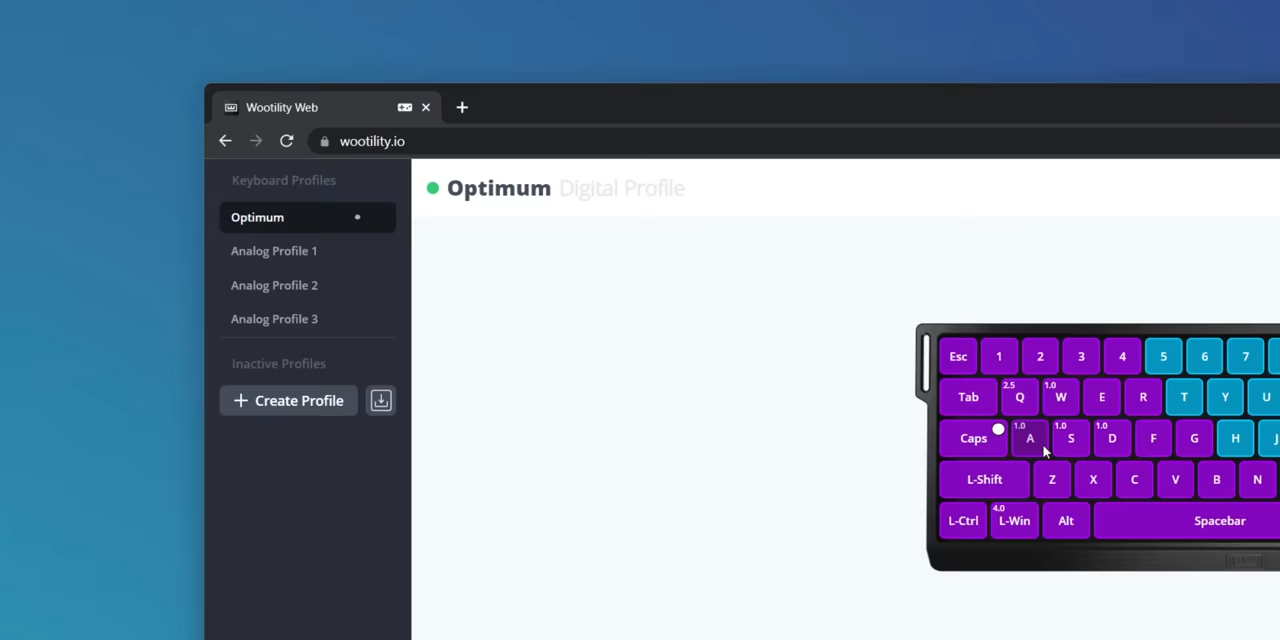 Wootility Web
wootility.io
Keyboard Profiles
Optimum
Analog Profile 1
Analog Profile 2
Analog Profile 3
Inactive Profiles
+ Create Profile
Optimum Digital Profile
Esc 1 2 3 4 5 6 7
Tab 2.5 Q 1.0 W E R T Y U
Caps 1.0 A 1.0 S 1.0 D F G H J
L-Shift Z X C V B N
L-Ctrl 4.0 L-Win Alt Spacebar